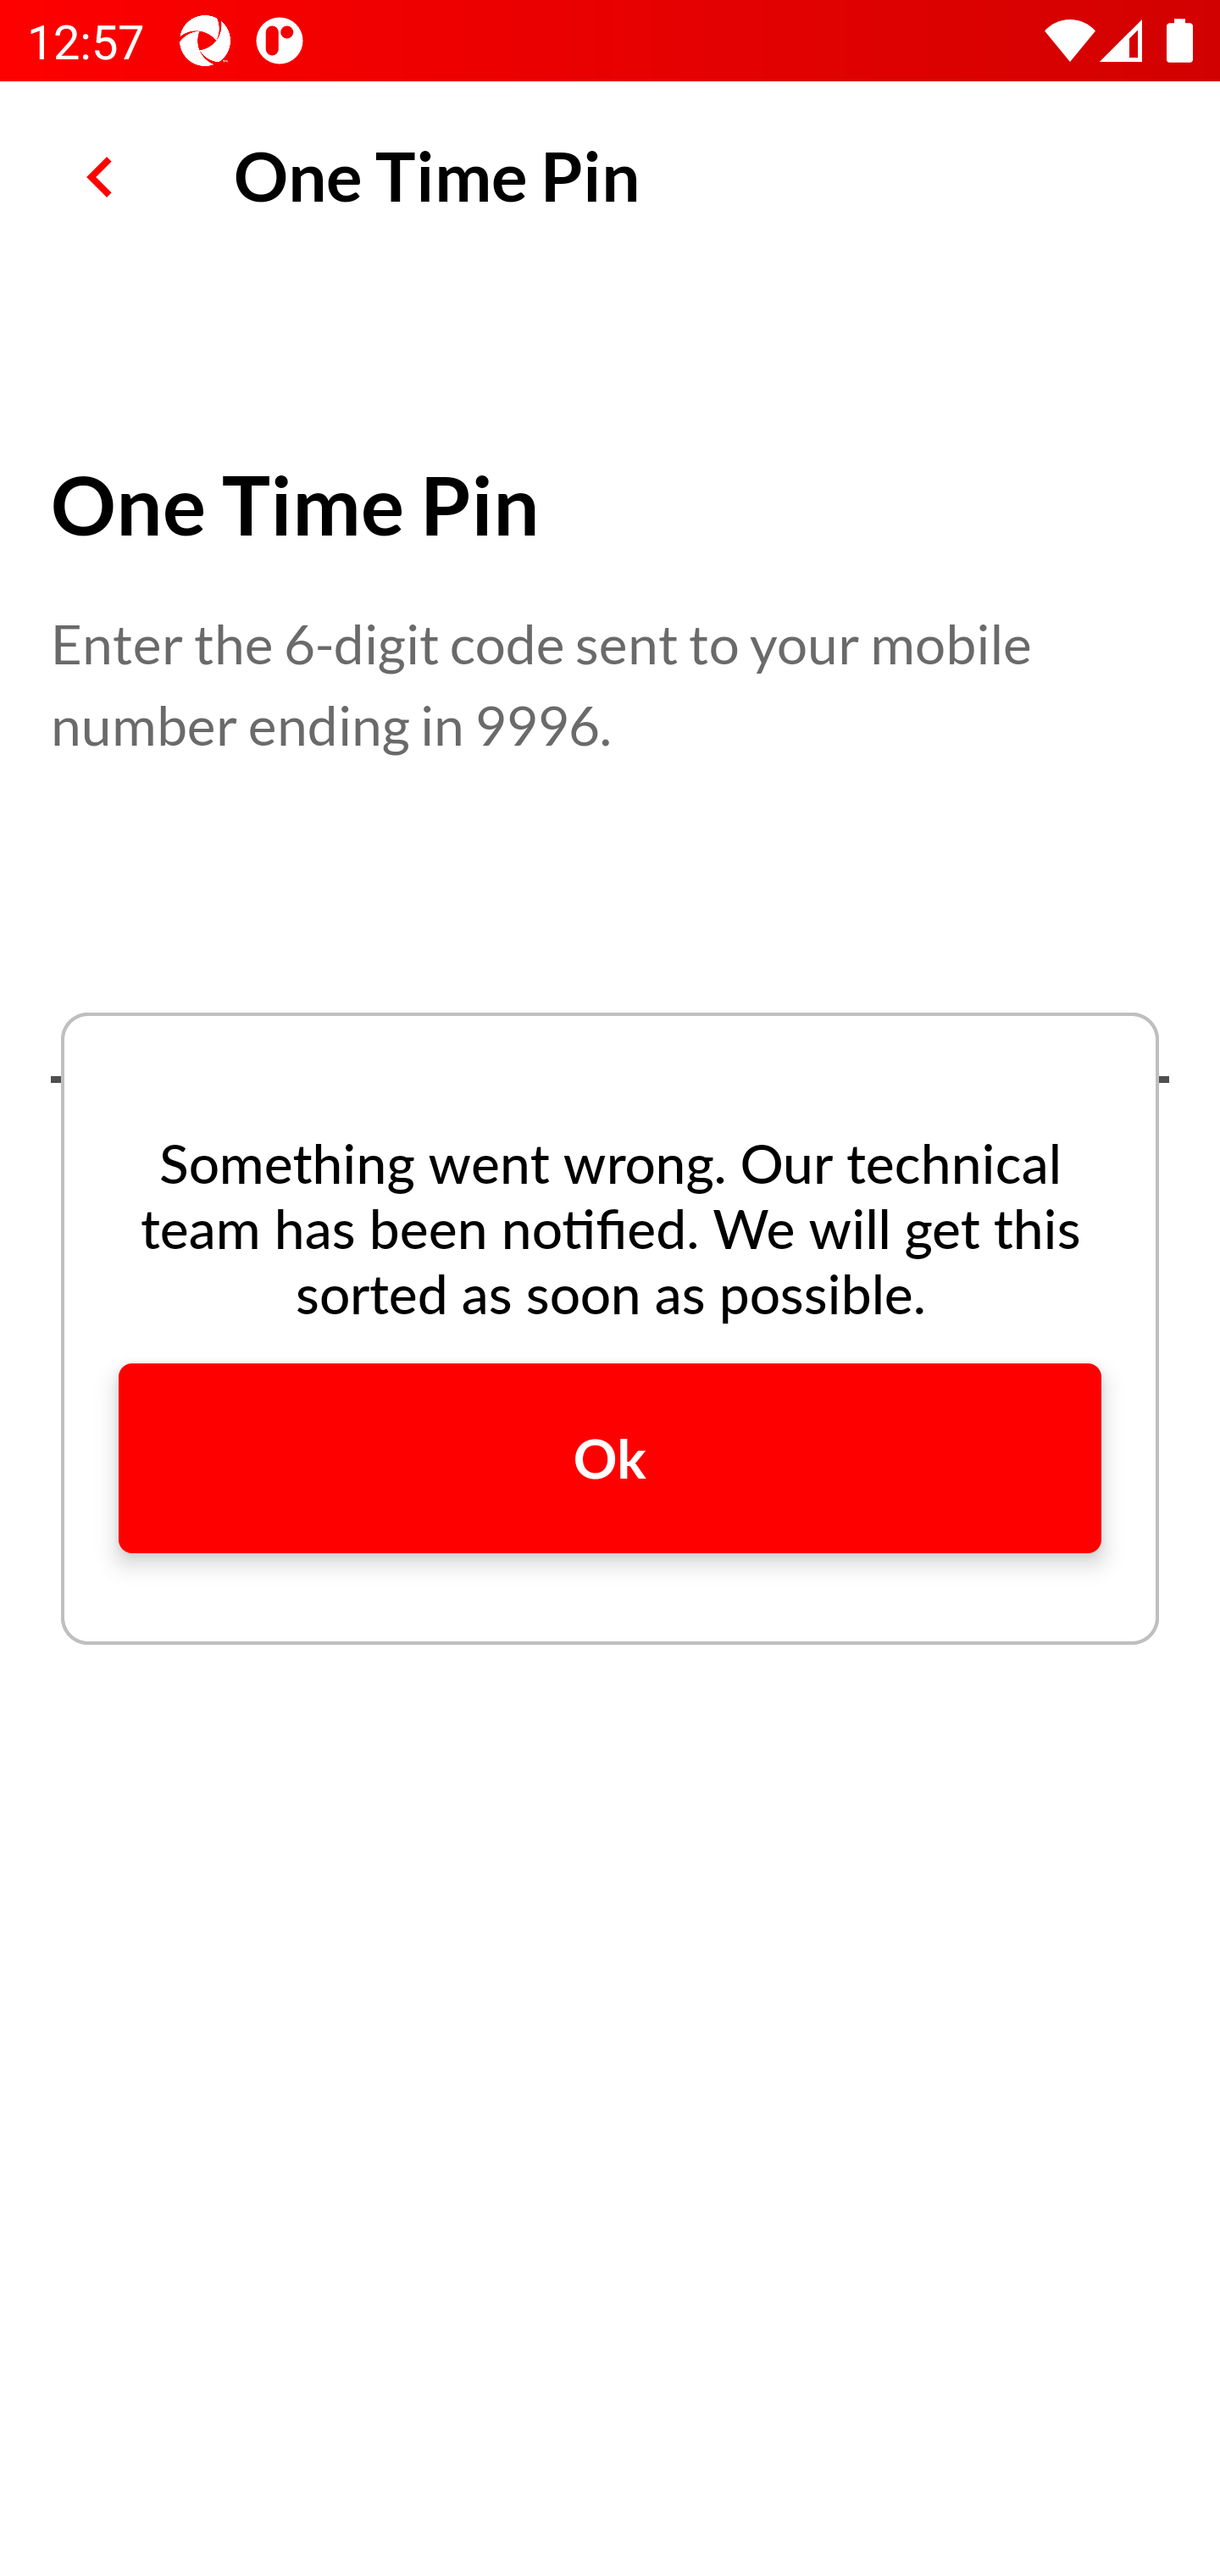 12:57
One Time Pin
One Time Pin
Enter the 6-digit code sent to your mobile
number ending in 9996.
Something went wrong. Our technical
team has been notified. We will get this
sorted as soon as possible.
Ok